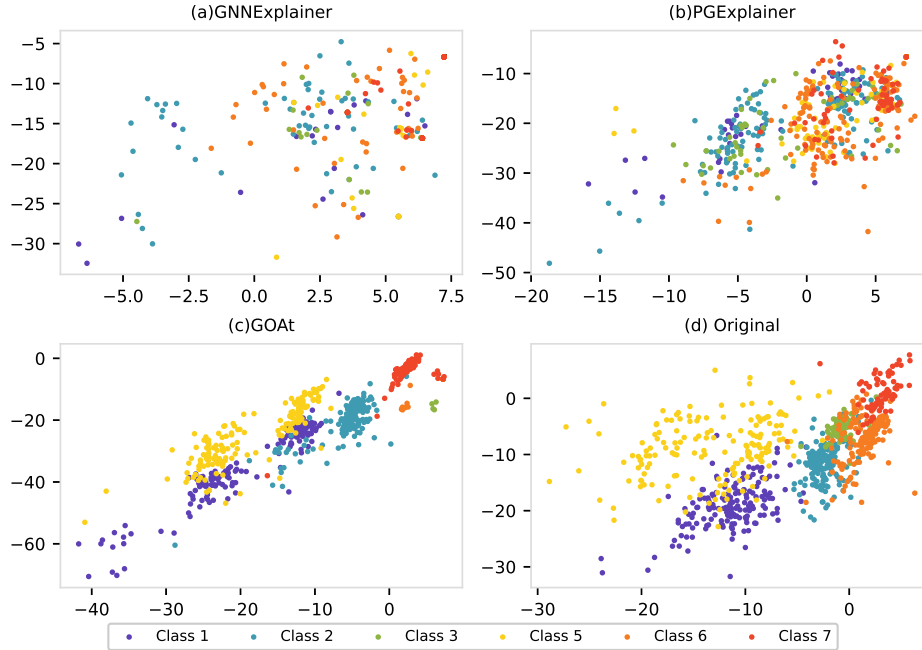 (a)GNNExplainer
(b)PGExplainer
−5
−10
−15
−20
−25
−30
−5.0 −2.5 0.0 2.5 5.0 7.5
−10
−20
−30
−40
−50
−20 −15 −10 −5 0 5
(c)GOAt
(d) Original
0
−20
−40
−60
−40 −30 −20 −10 0
0
−10
−20
−30
−30 −20 −10 0
Class 1 Class 2 Class 3 Class 5 Class 6 Class 7